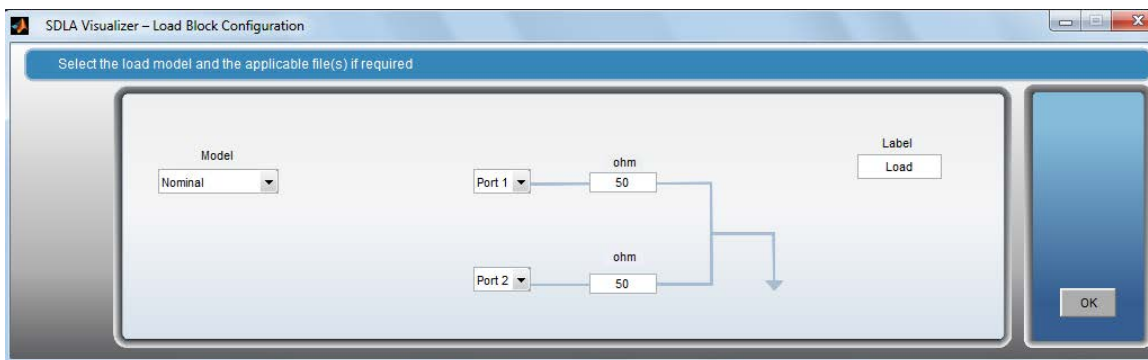 SDLA Visualizer – Load Block Configuration
Select the load model and the applicable file(s) if required
Model
Nominal
Port 1
ohm
50
Port 2
ohm
50
Label
Load
OK